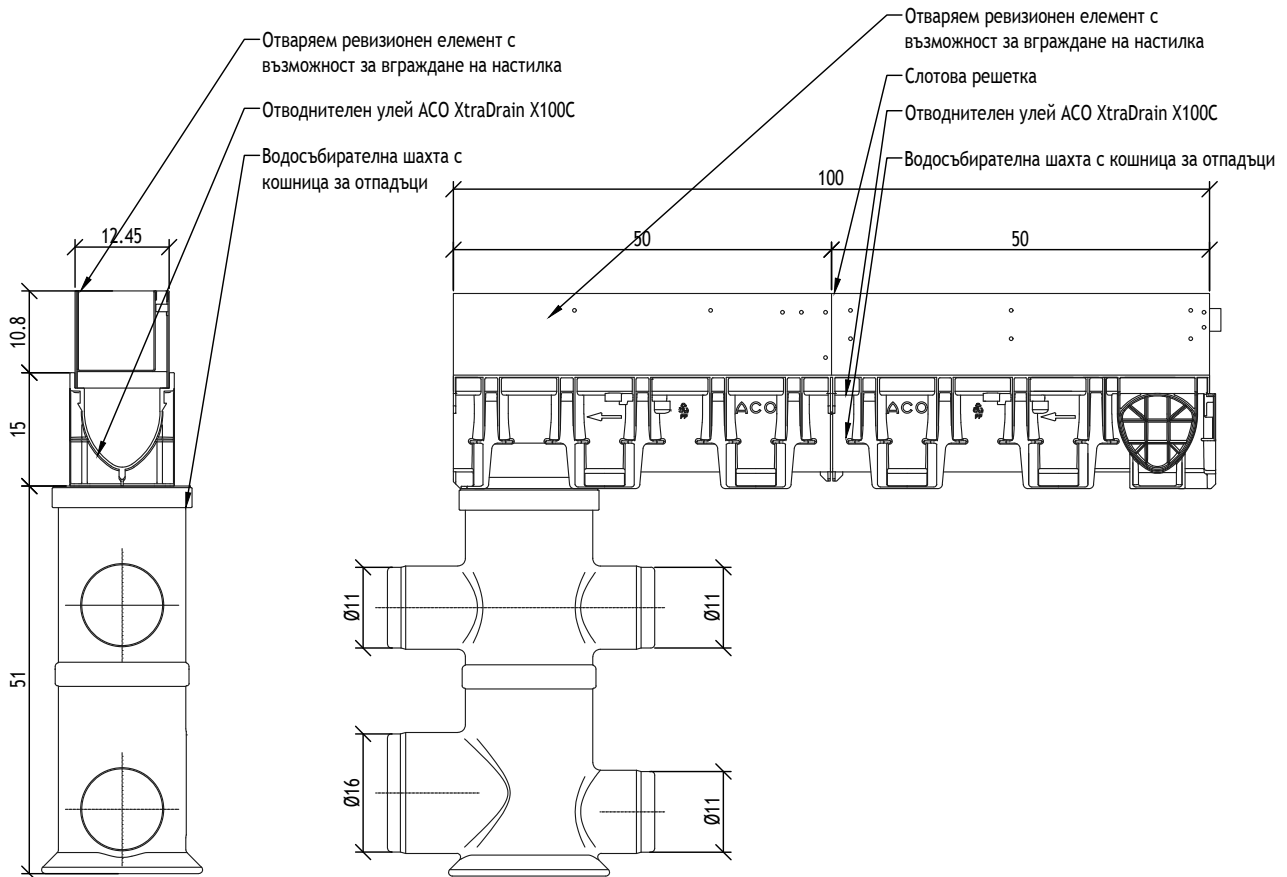 Отваряем ревизионен елемент с
възможност за вграждане на настилка
Отводнителен улей ACO XtraDrain X100C
Водосъбирателна шахта с
кошница за отпадъци
Отваряем ревизионен елемент с
възможност за вграждане на настилка
Слотова решетка
Отводнителен улей ACO XtraDrain X100C
Водосъбирателна шахта с кошница за отпадъци
100
12.45
50
50
10.8
15
51
ACO
PP
ACO
PP
Ø11
Ø11
Ø16
Ø11